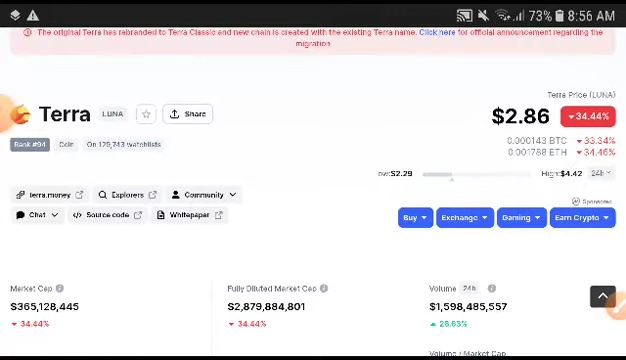 73% 8:56 AM
The original Terra has rebranded to Terra Classic and new chain is created with the existing Terra name. Click here for official announcement regarding the
migration
Terra LUNA Share
Rank #94 Coin On 129,743 watchlists
Terra Price (LUNA)
$2.86 34.44%
0.000143 BTC 33.34%
0.001788 ETH 34.46%
$2.29 High:$4.42 24h
terra.money Explorers Community
Chat Source code Whitepaper
Sponsored
Buy Exchange Gaming Earn Crypto
Market Cap
$365,128,445
34.44%
Fully Diluted Market Cap
$2,879,884,801
34.44%
Volume 24h
$1,598,485,557
28.63%
Volume / Market Cap